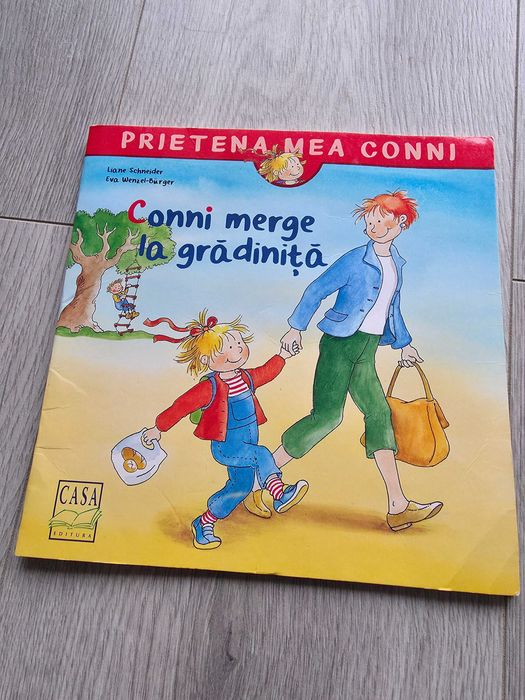 PRIETENA MEA CONNI
Liane Schneider
Eva Wenzel-Bürger
Conni merge
la grădiniță
CASA
EDITURA